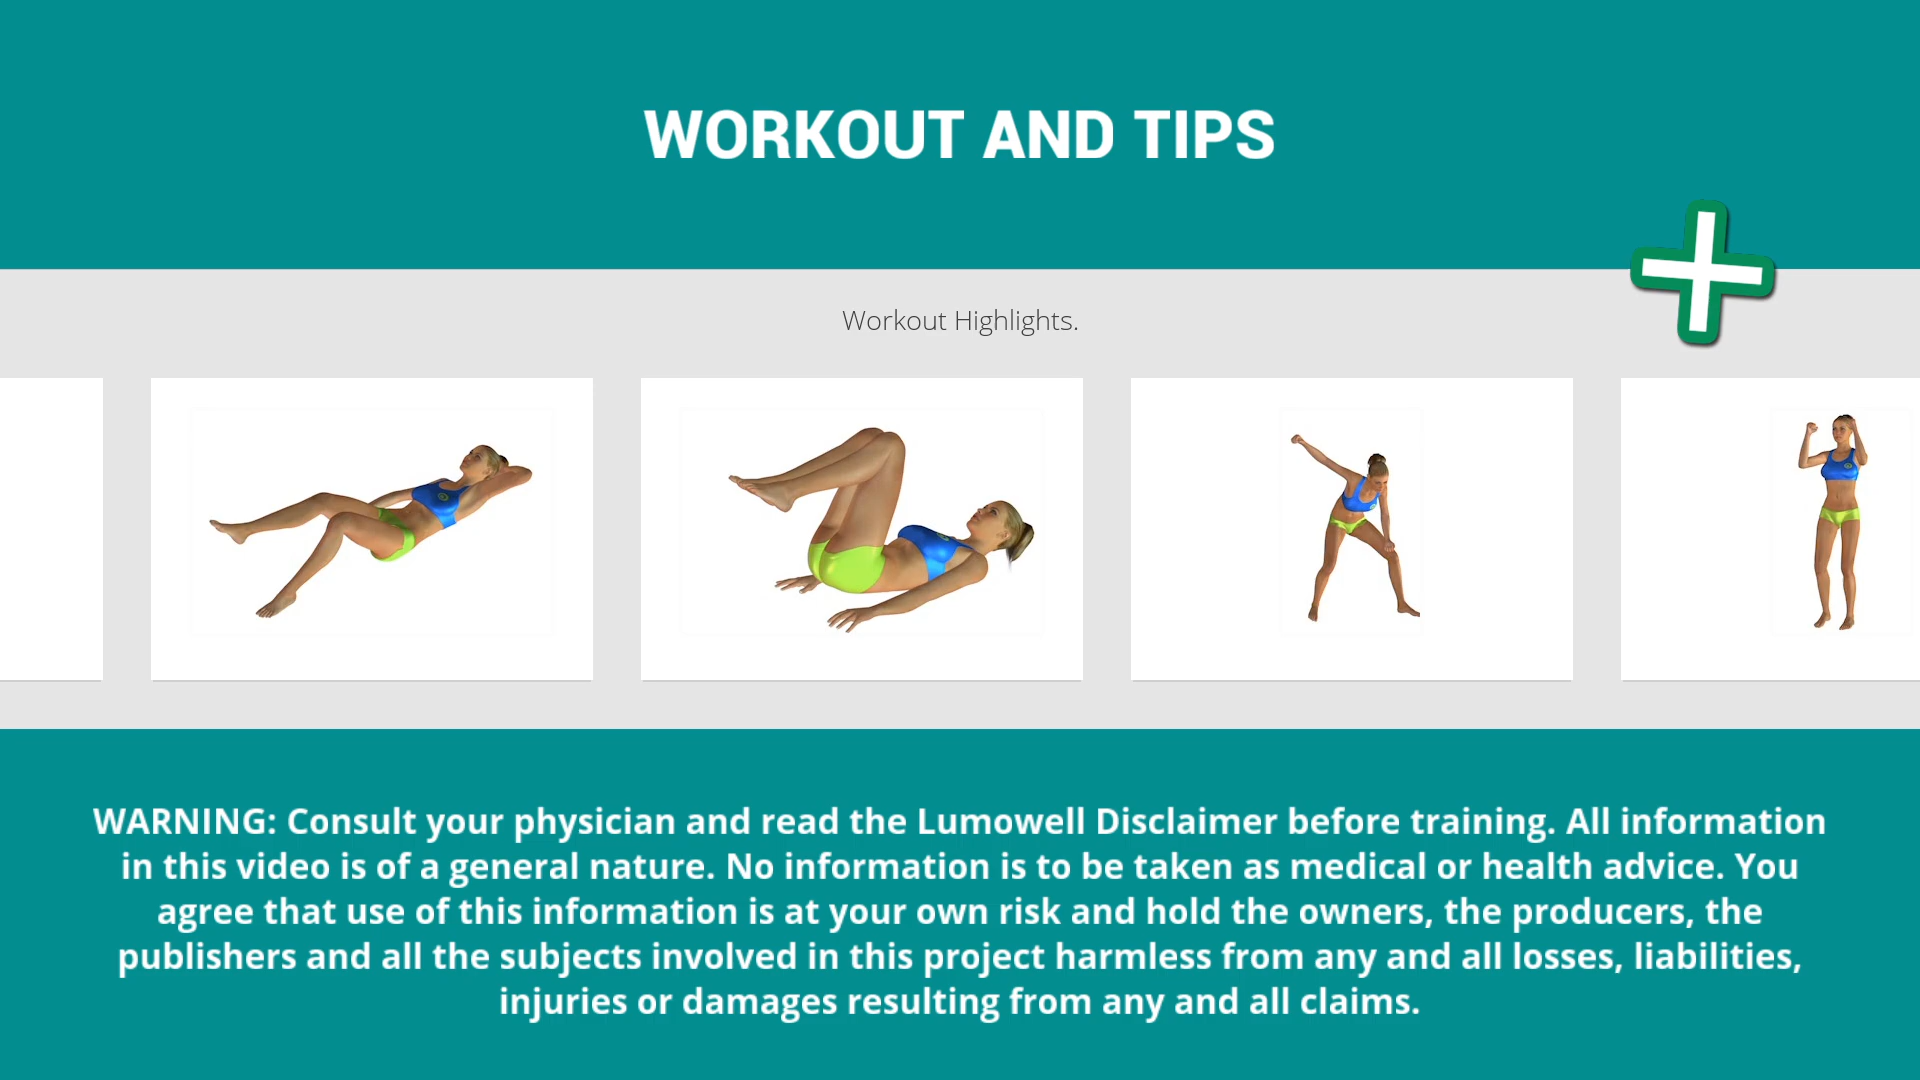 WORKOUT AND TIPS
Workout Highlights.
WARNING: Consult your physician and read the Lumowell Disclaimer before training. All information
in this video is of a general nature. No information is to be taken as medical or health advice. You
agree that use of this information is at your own risk and hold the owners, the producers, the
publishers and all the subjects involved in this project harmless from any and all losses, liabilities,
injuries or damages resulting from any and all claims.